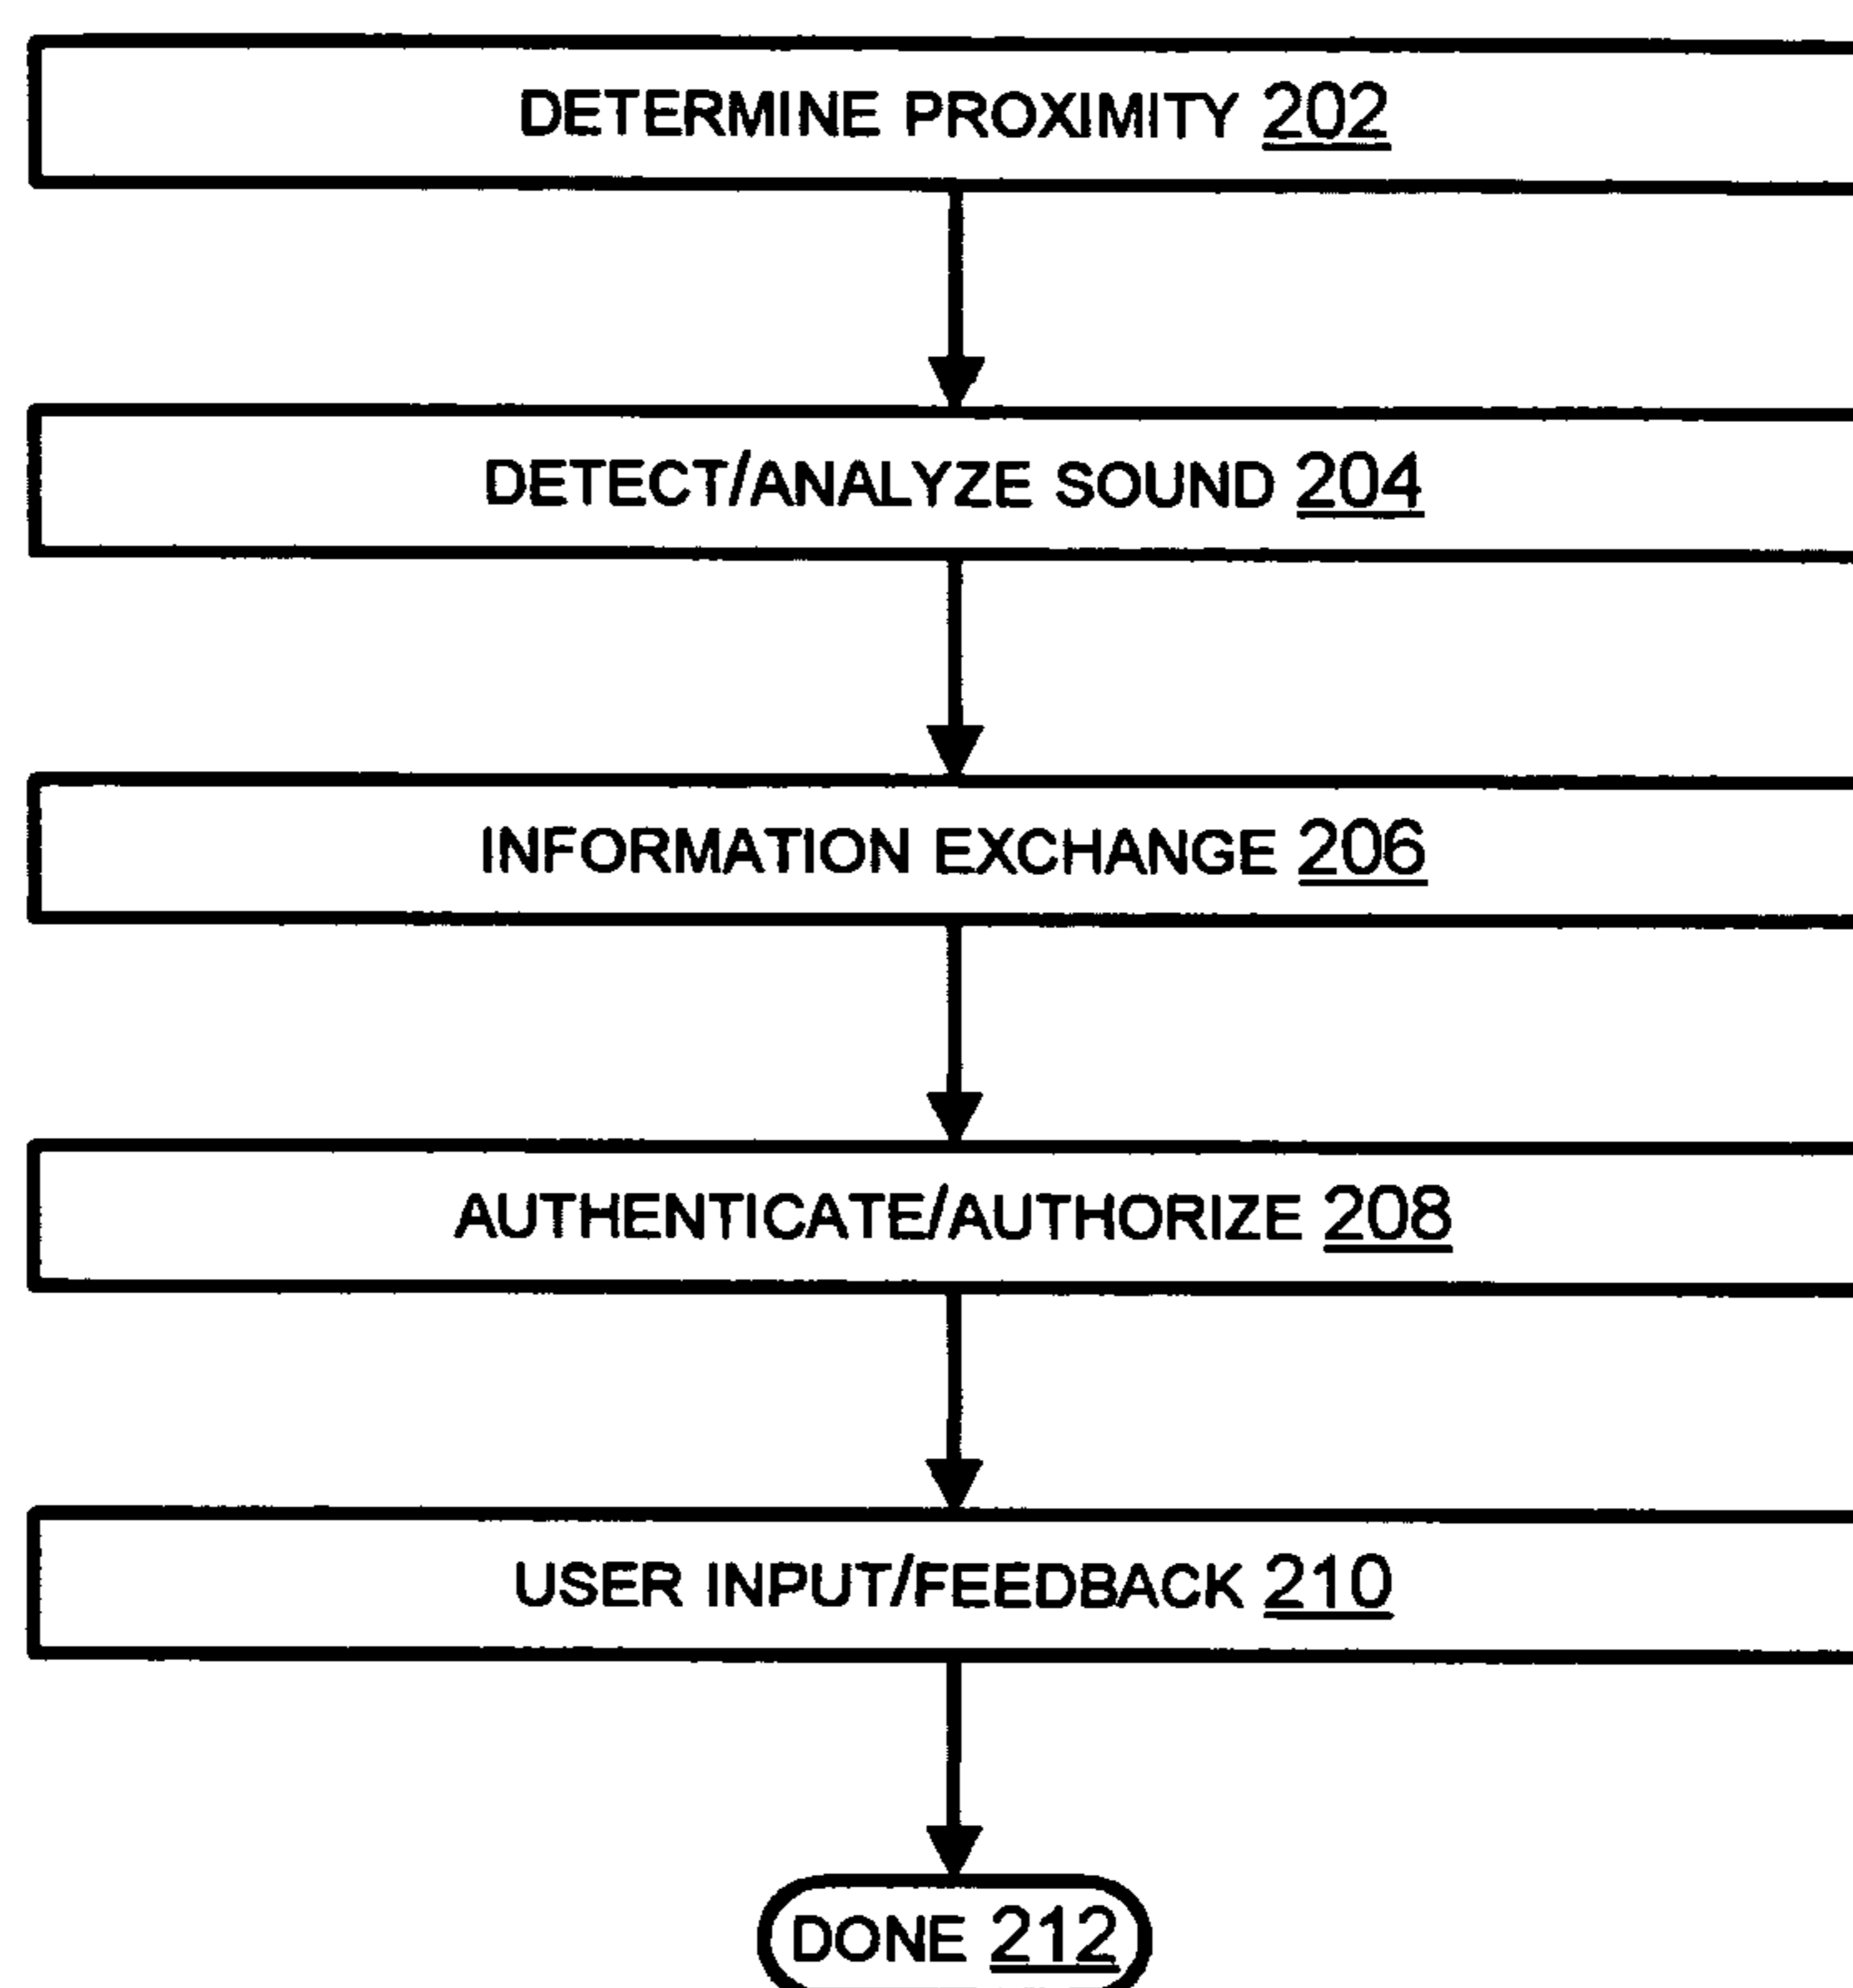 DETERMINE PROXIMITY 202
DETECT/ANALYZE SOUND 204
INFORMATION EXCHANGE 206
AUTHENTICATE/AUTHORIZE 208
USER INPUT/FEEDBACK 210
DONE 212